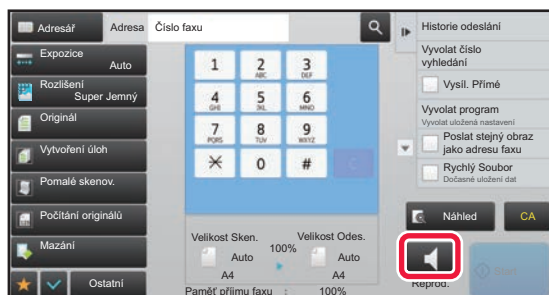 Adresář
Adresa
Číslo faxu
Historie odeslání
Expozice
Auto
Rozlišení
Super Jemný
Originál
Vytvoření úloh
Pomalé skenov.
Počítání originálů
Mazání
Ostatní
1
2
ABC
3
DEF
4
GHI
5
JKL
6
MNO
7
PQRS
8
TUV
9
WXYZ
0
#
C
Velikost Sken.
Auto
A4
100%
Velikost Odes.
Auto
A4
Paměť příjmu faxu : 100%
Vyvolat číslo
vyhledání
Vysíl. Přímé
Vyvolat program
Vyvolat uložená nastavení
Poslat stejný obraz
jako adresu faxu
Rychlý Soubor
Dočasné uložení dat
Náhled
CA
Reprod.
Start